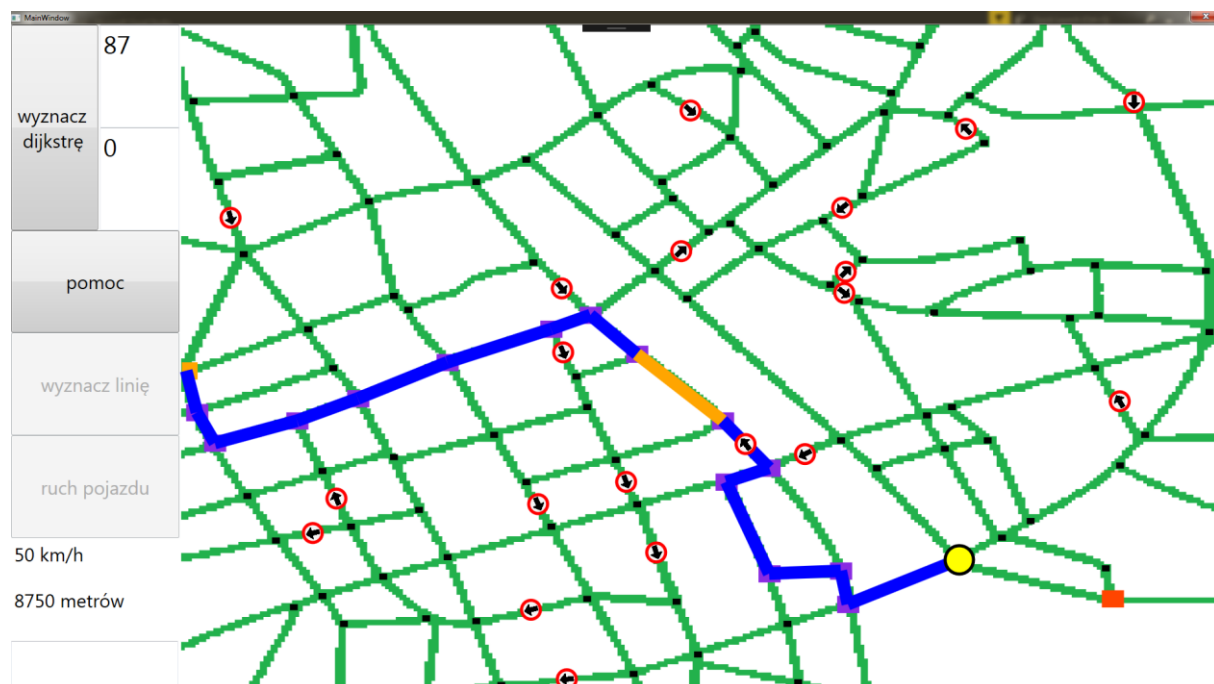 MainWindow
wyznacz
dijkstrę
87
0
pomoc
wyznacz linię
ruch pojazdu
50 km/h
8750 metrów